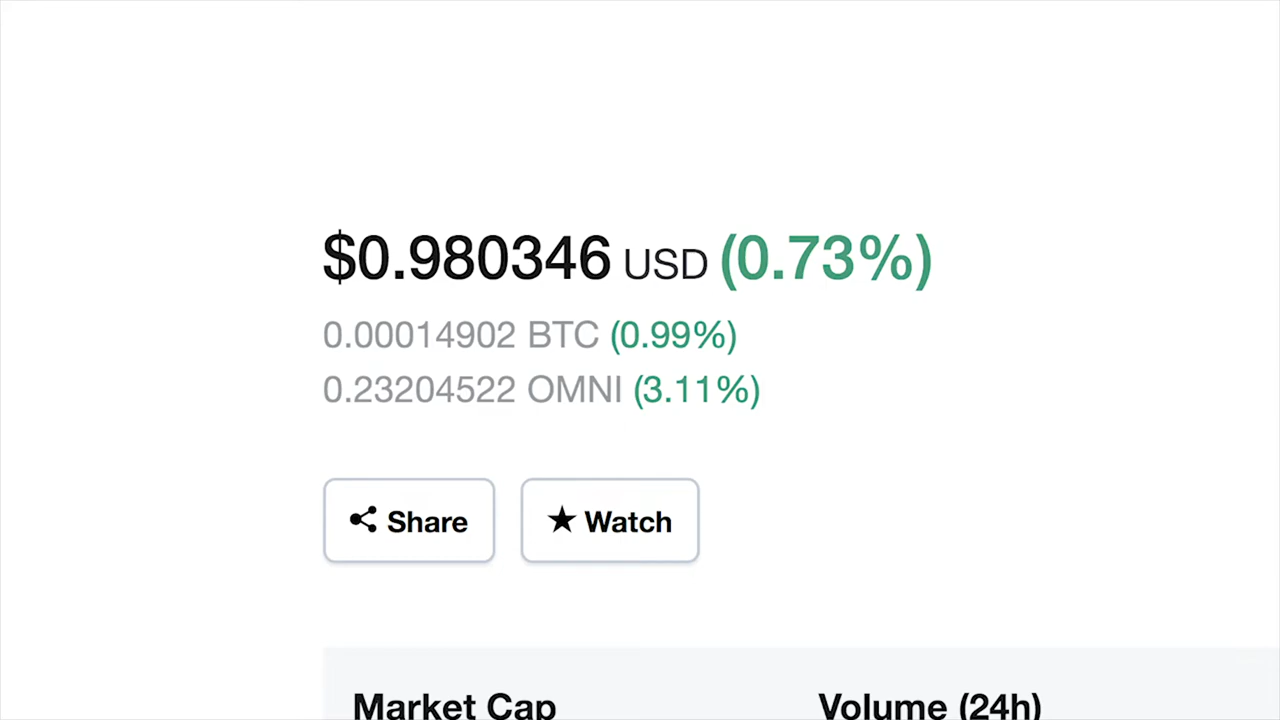 $0.980346 USD (0.73%)
0.00014902 BTC (0.99%)
0.23204522 OMNI (3.11%)
Share ★ Watch
Market Cap Volume (24h)